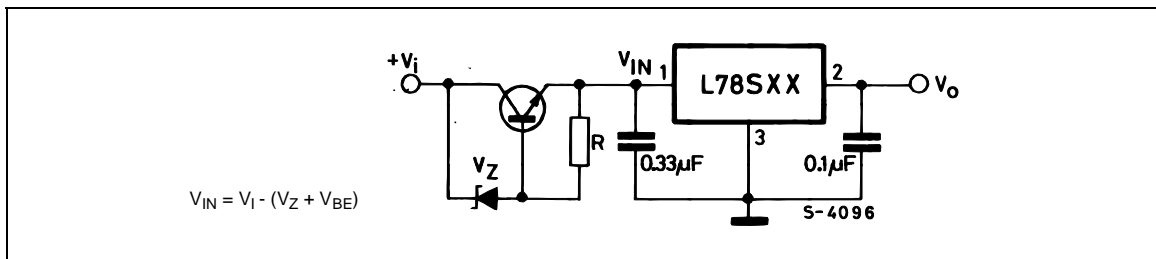 +Vi
VIN
1
L78SXX
2
Vo
3
R
0.33µF
0.1µF
VZ
VIN = VI - (VZ + VBE)
S-4096